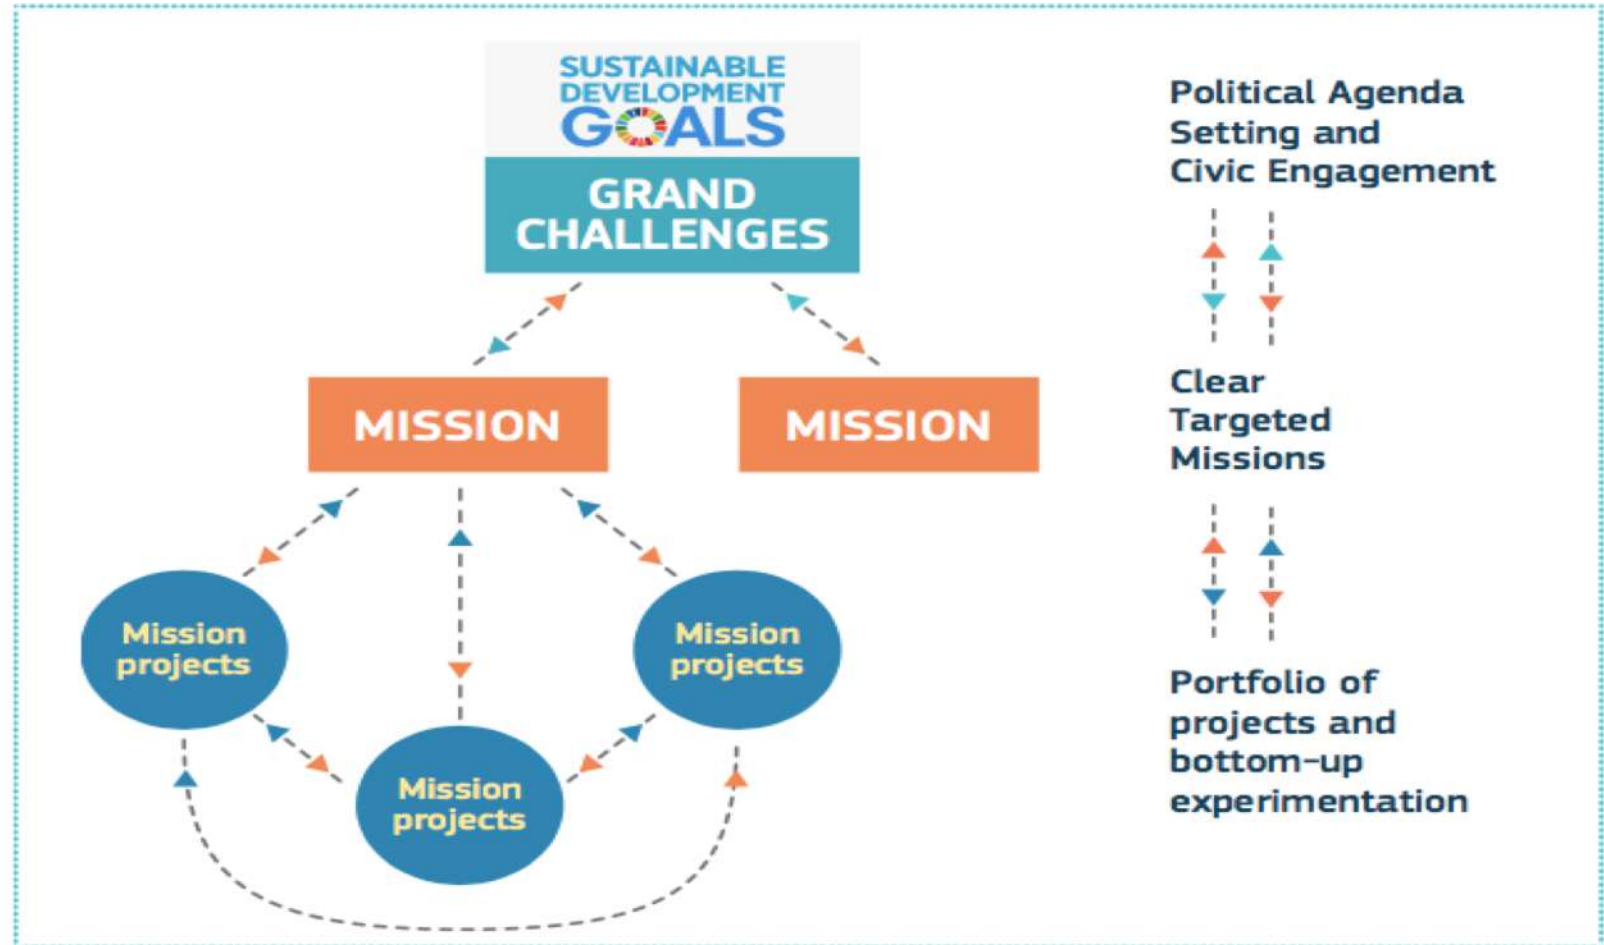 SUSTAINABLE
DEVELOPMENT
GOALS
GRAND
CHALLENGES
MISSION
MISSION
Mission
projects
Mission
projects
Mission
projects
Political Agenda
Setting and
Civic Engagement
Clear
Targeted
Missions
Portfolio of
projects and
bottom-up
experimentation